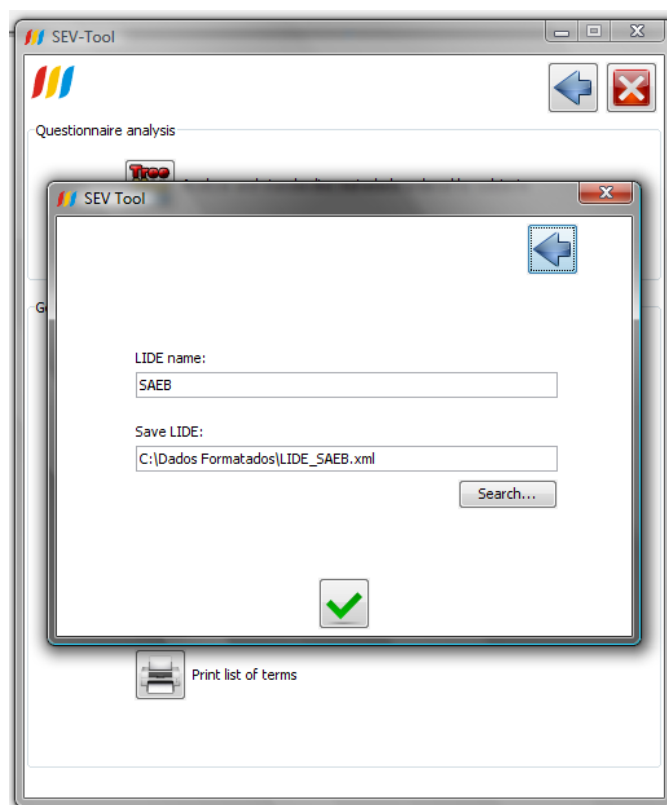 SEV-Tool
Questionnaire analysis
Tree
SEV Tool
G
LIDE name:
SAEB
Save LIDE:
C:\Dados Formatados\LIDE_SAEB.xml
Search...
Print list of terms